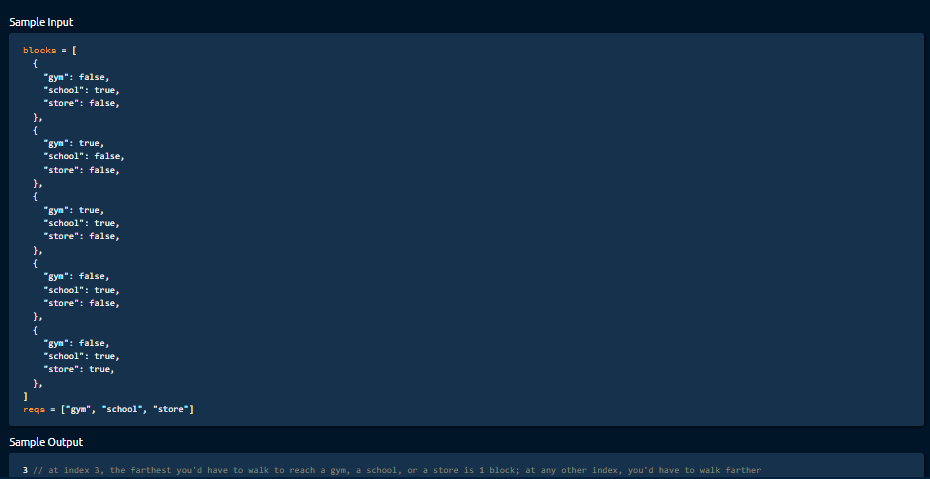 Sample Input
blocks = [
  {
    "gym": false,
    "school": true,
    "store": false,
  },
  {
    "gym": true,
    "school": false,
    "store": false,
  },
  {
    "gym": true,
    "school": true,
    "store": false,
  },
  {
    "gym": false,
    "school": true,
    "store": false,
  },
  {
    "gym": false,
    "school": true,
    "store": true,
  },
]
reqs = ["gym", "school", "store"]
Sample Output
3 // at index 3, the farthest you'd have to walk to reach a gym, a school, or a store is 1 block; at any other index, you'd have to walk farther